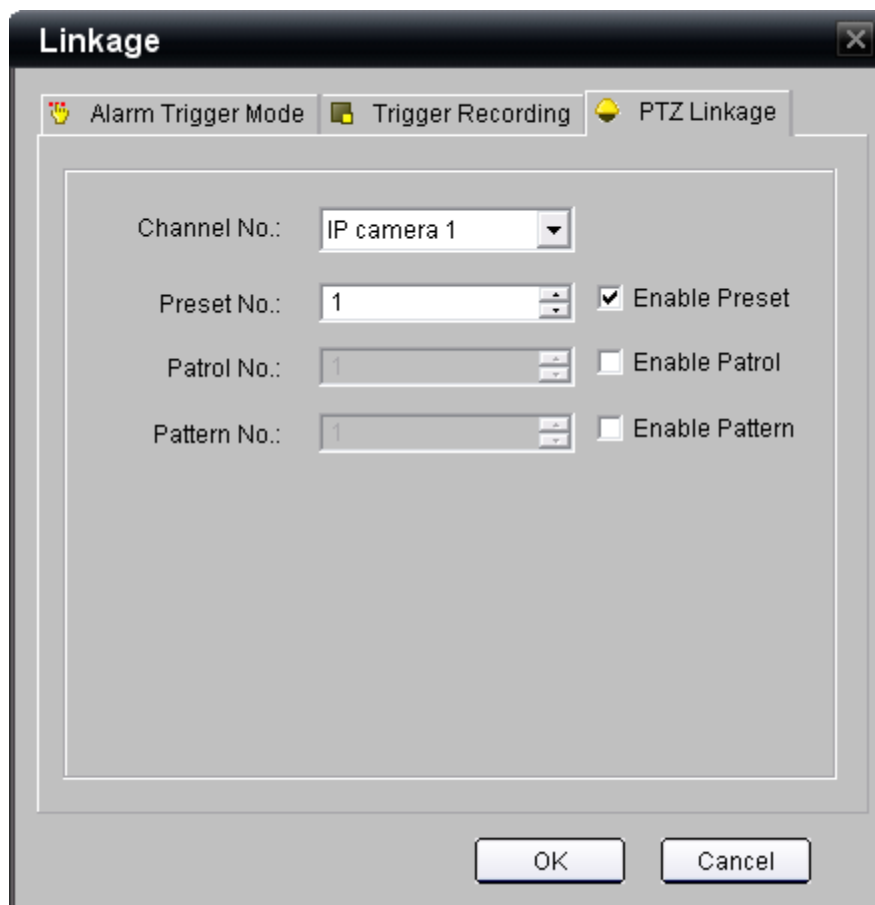 Linkage
Alarm Trigger Mode Trigger Recording PTZ Linkage
Channel No.: IP camera 1
Preset No.: 1 Enable Preset
Patrol No.: 1 Enable Patrol
Pattern No.: 1 Enable Pattern
OK Cancel